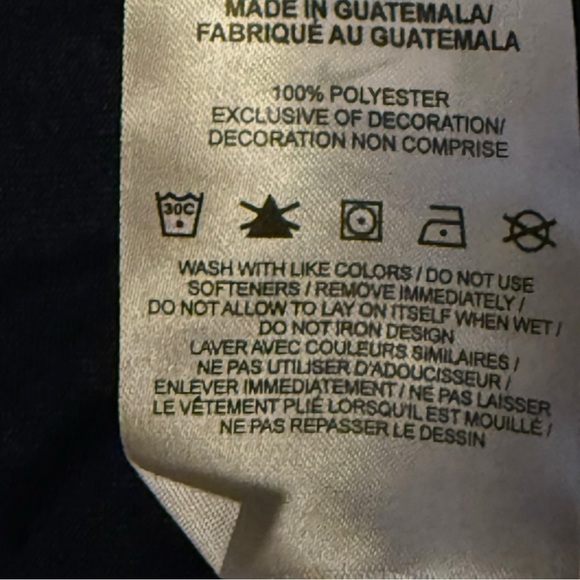 MADE IN GUATEMALA/
FABRIQUÉ AU GUATEMALA
100% POLYESTER
EXCLUSIVE OF DECORATION/
DECORATION NON COMPRISE
30C
WASH WITH LIKE COLORS / DO NOT USE
SOFTENERS / REMOVE IMMEDIATELY /
DO NOT ALLOW TO LAY ON ITSELF WHEN WET /
DO NOT IRON DESIGN
LAVER AVEC COULEURS SIMILAIRES /
NE PAS UTILISER D'ADOUCISSEUR /
ENLEVER IMMEDIATEMENT / NE PAS LAISSER
LE VÊTEMENT PLIÉ LORSQU'IL EST MOUILLÉ /
NE PAS REPASSER LE DESSIN